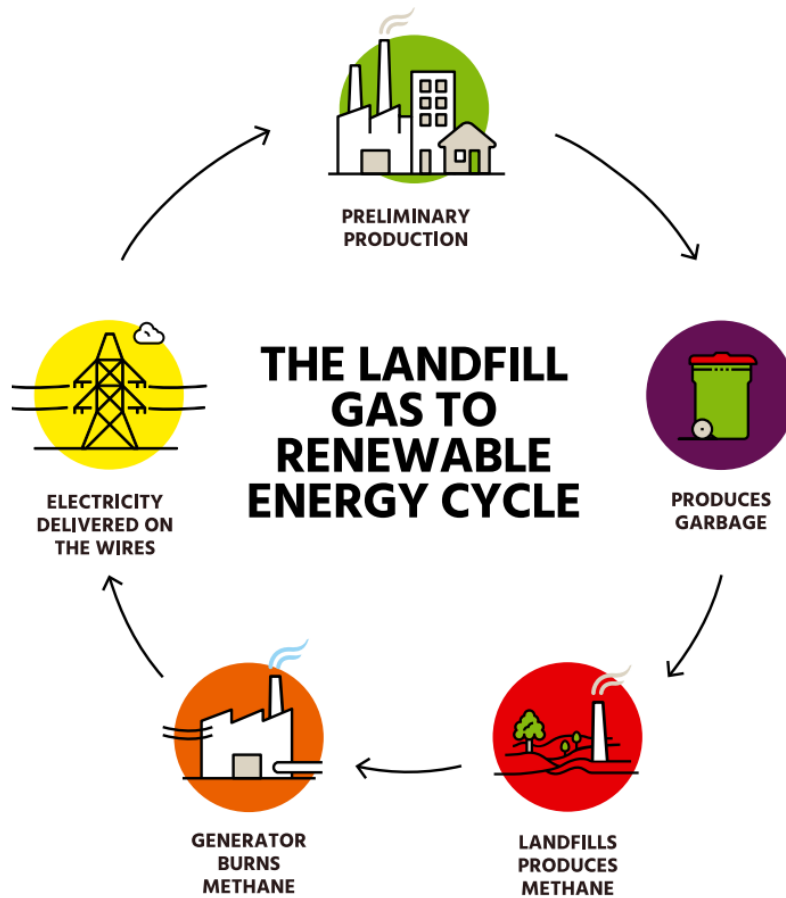 PRELIMINARY
PRODUCTION
THE LANDFILL
GAS TO
RENEWABLE
ENERGY CYCLE
PRODUCES
GARBAGE
LANDFILLS
PRODUCES
METHANE
GENERATOR
BURNS
METHANE
ELECTRICITY
DELIVERED ON
THE WIRES